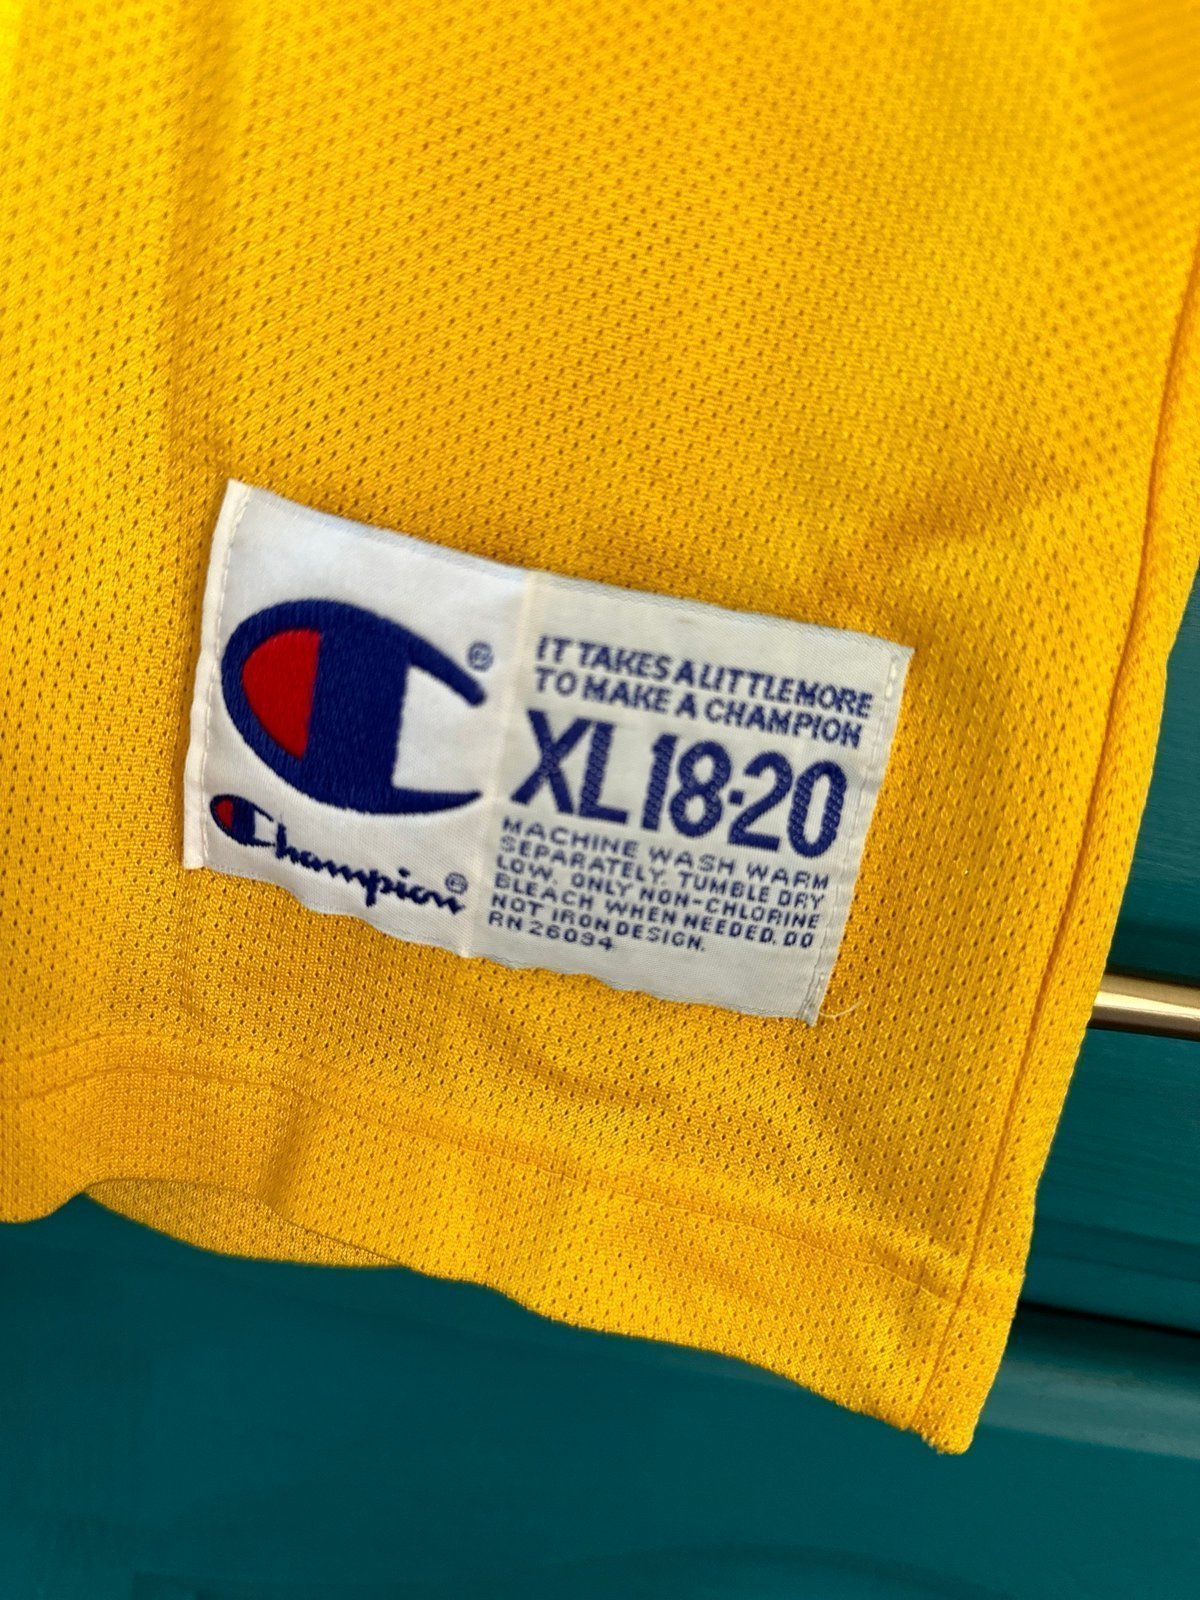 Champion
IT TAKES A LITTLE MORE
TO MAKE A CHAMPION
XL 18-20
MACHINE WASH WARM
SEPARATELY. TUMBLE DRY
LOW. ONLY NON-CHLORINE
BLEACH WHEN NEEDED. DO
NOT IRON DESIGN.
RN 26094